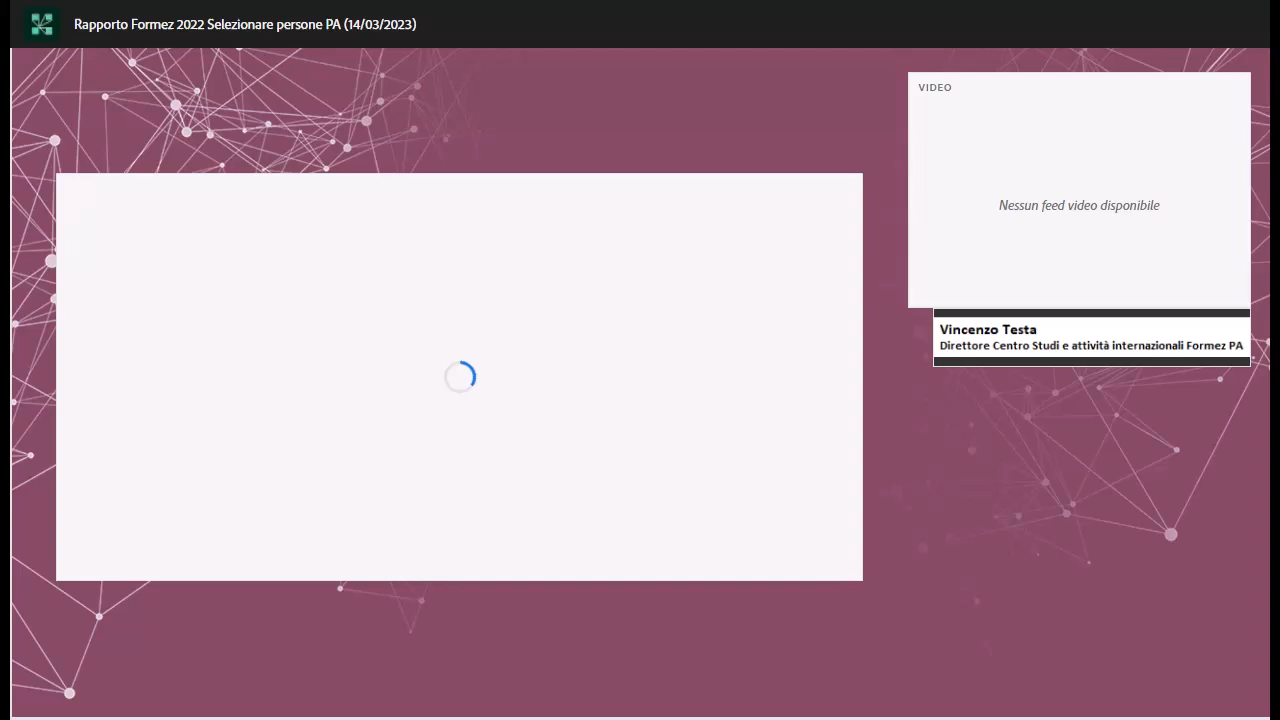 Rapporto Formez 2022 Selezionare persone PA (14/03/2023)
VIDEO
Nessun feed video disponibile
Vincenzo Testa
Direttore Centro Studi e attività internazionali Formez PA